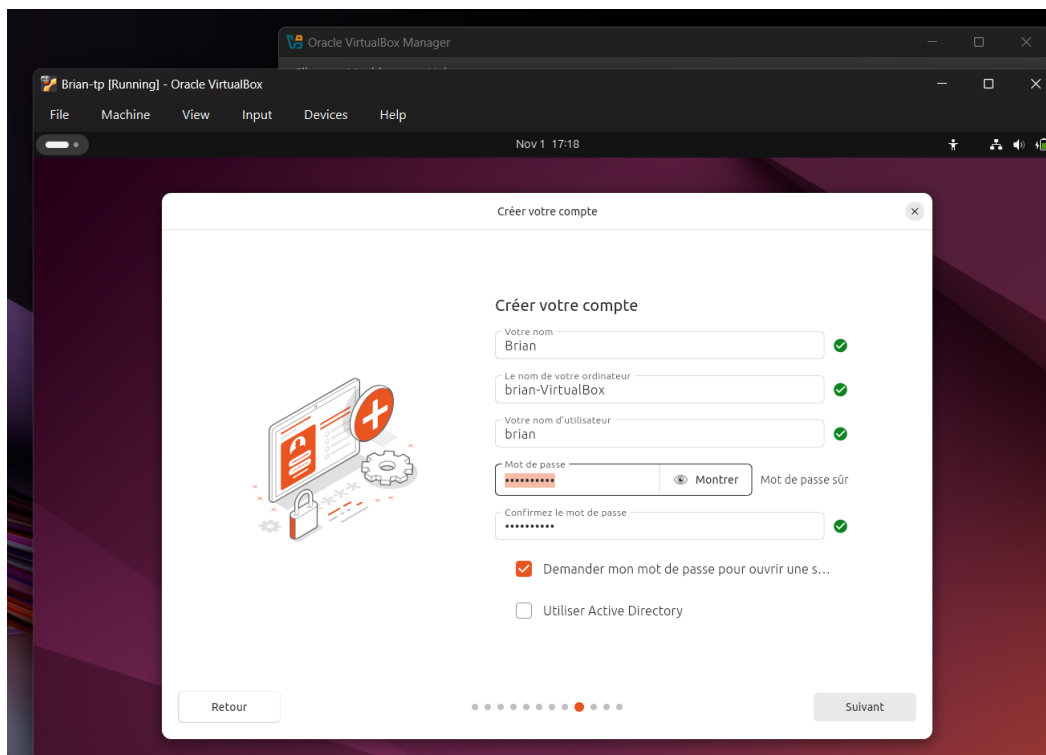 Oracle VirtualBox Manager
Brian-tp [Running] - Oracle VirtualBox
File Machine View Input Devices Help
Nov 1 17:18
Créer votre compte
Créer votre compte
Votre nom
Brian
Le nom de votre ordinateur
brian-VirtualBox
Votre nom d'utilisateur
brian
Mot de passe
•••••••••• Montrer Mot de passe sûr
Confirmez le mot de passe
••••••••••
Demander mon mot de passe pour ouvrir une s...
Utiliser Active Directory
Retour Suivant